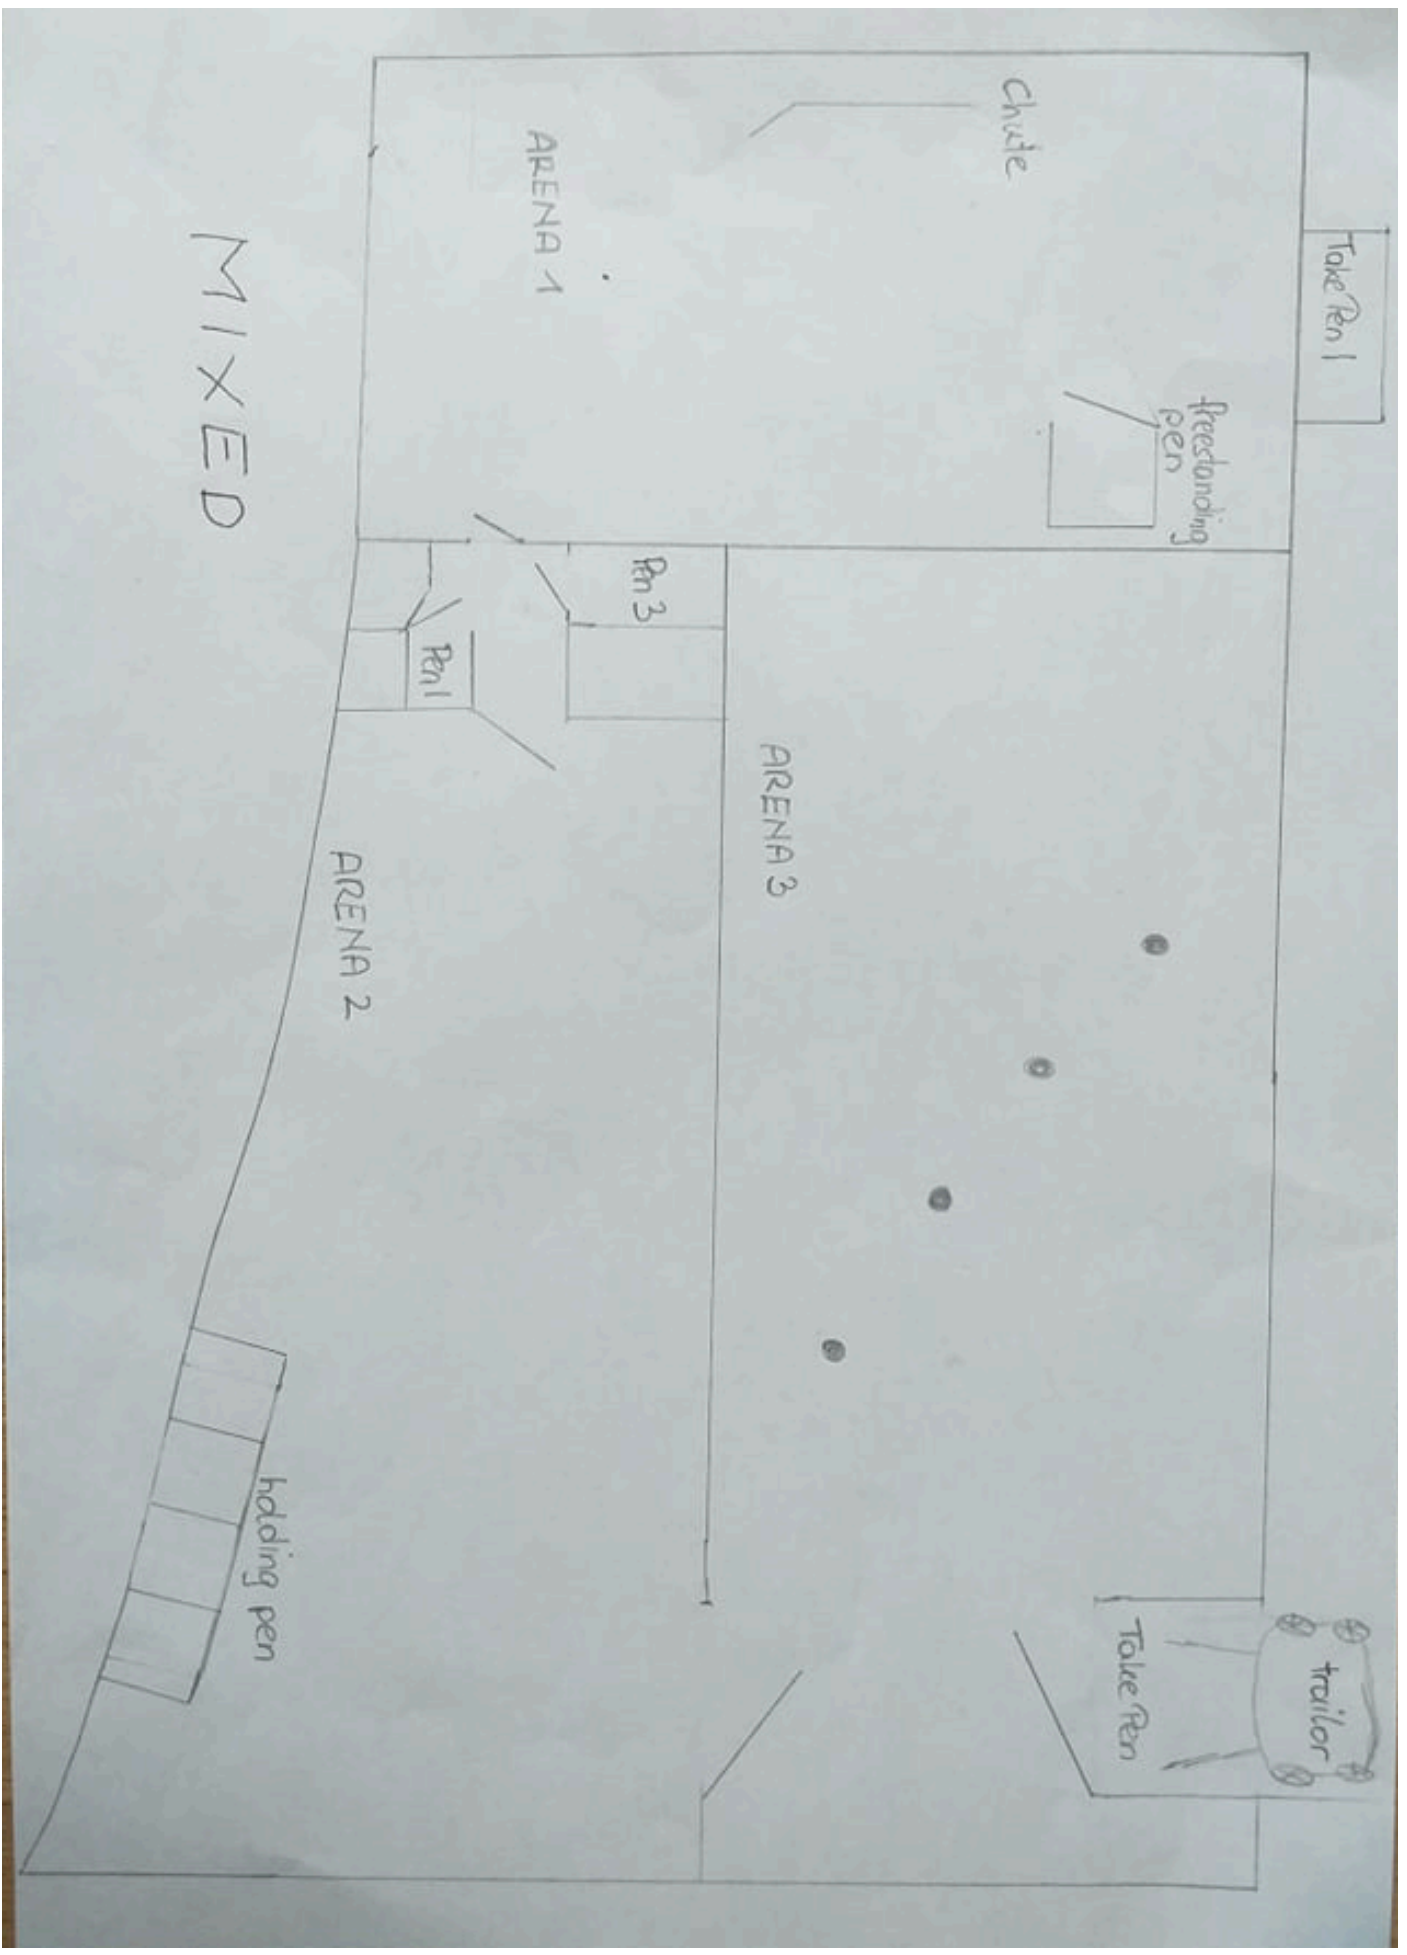 Take Pen 1
Chute
freestanding
pen
ARENA 1
MIXED
Pen 3
Pen 1
ARENA 3
ARENA 2
trailor
Take Pen
holding pen